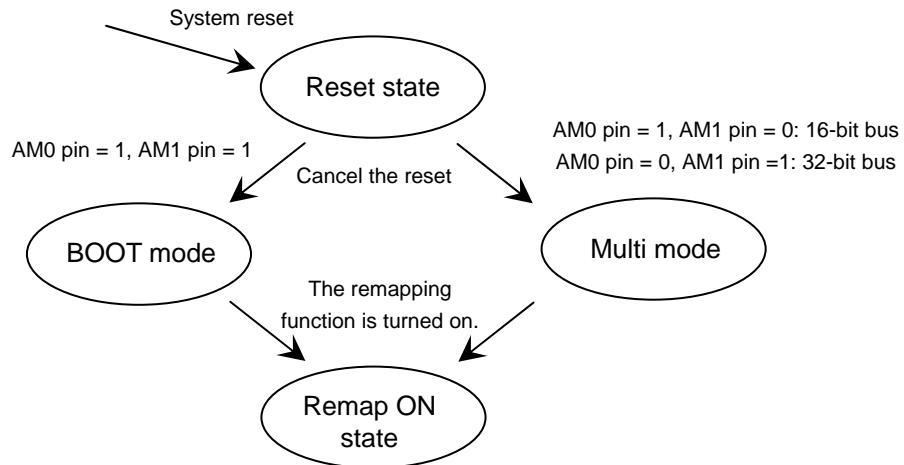 System reset
Reset state
AM0 pin = 1, AM1 pin = 0: 16-bit bus
AM0 pin = 1, AM1 pin = 1
AM0 pin = 0, AM1 pin =1: 32-bit bus
Cancel the reset
BOOT mode
Multi mode
The remapping
function is turned on.
Remap ON
state